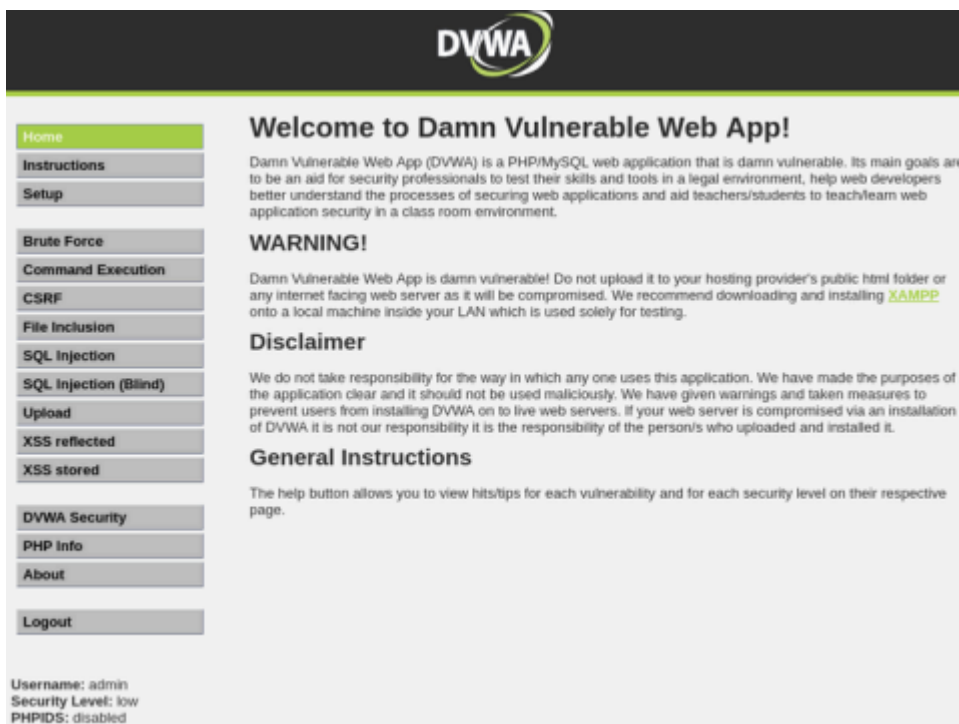 DVWA
Home
Instructions
Setup
Brute Force
Command Execution
CSRF
File Inclusion
SQL Injection
SQL Injection (Blind)
Upload
XSS reflected
XSS stored
DVWA Security
PHP Info
About
Logout
Username: admin
Security Level: low
PHPIDS: disabled
Welcome to Damn Vulnerable Web App!
Damn Vulnerable Web App (DVWA) is a PHP/MySQL web application that is damn vulnerable. Its main goals are
to be an aid for security professionals to test their skills and tools in a legal environment, help web developers
better understand the processes of securing web applications and aid teachers/students to teach/learn web
application security in a class room environment.
WARNING!
Damn Vulnerable Web App is damn vulnerable! Do not upload it to your hosting provider's public html folder or
any internet facing web server as it will be compromised. We recommend downloading and installing XAMPP
onto a local machine inside your LAN which is used solely for testing.
Disclaimer
We do not take responsibility for the way in which any one uses this application. We have made the purposes of
the application clear and it should not be used maliciously. We have given warnings and taken measures to
prevent users from installing DVWA on to live web servers. If your web server is compromised via an installation
of DVWA it is not our responsibility it is the responsibility of the person/s who uploaded and installed it.
General Instructions
The help button allows you to view hits/tips for each vulnerability and for each security level on their respective
page.